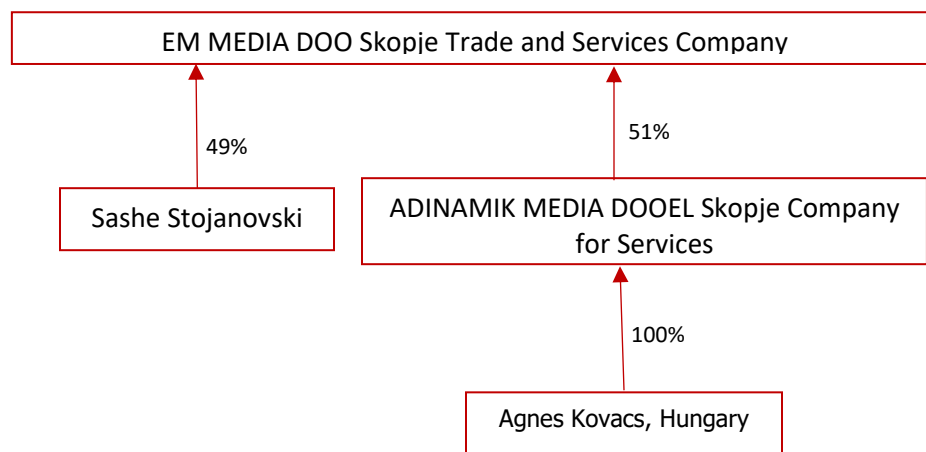 EM MEDIA DOO Skopje Trade and Services Company
49%
51%
Sashe Stojanovski
ADINAMIK MEDIA DOOEL Skopje Company
for Services
100%
Agnes Kovacs, Hungary